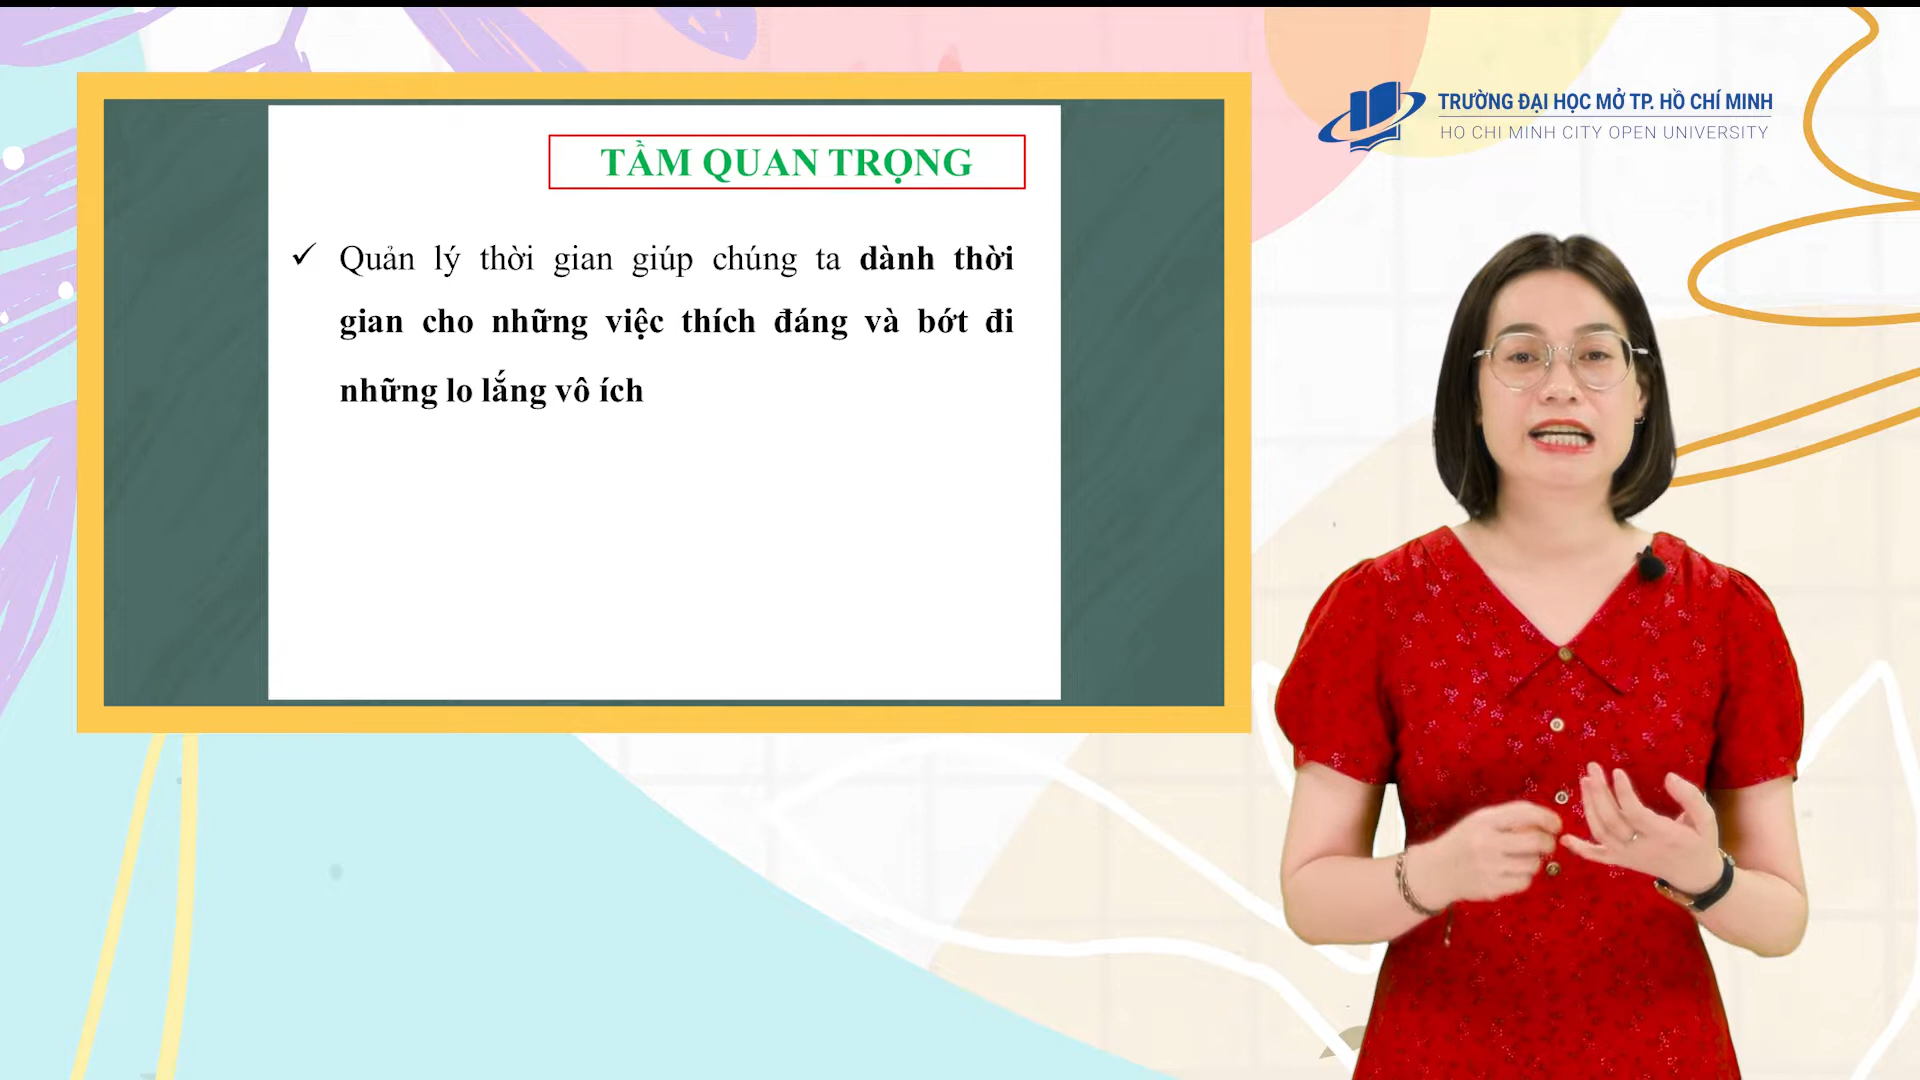 TẦM QUAN TRỌNG
✓ Quản lý thời gian giúp chúng ta dành thời
gian cho những việc thích đáng và bớt đi
những lo lắng vô ích
TRƯỜNG ĐẠI HỌC MỞ TP. HỒ CHÍ MINH
HO CHI MINH CITY OPEN UNIVERSITY